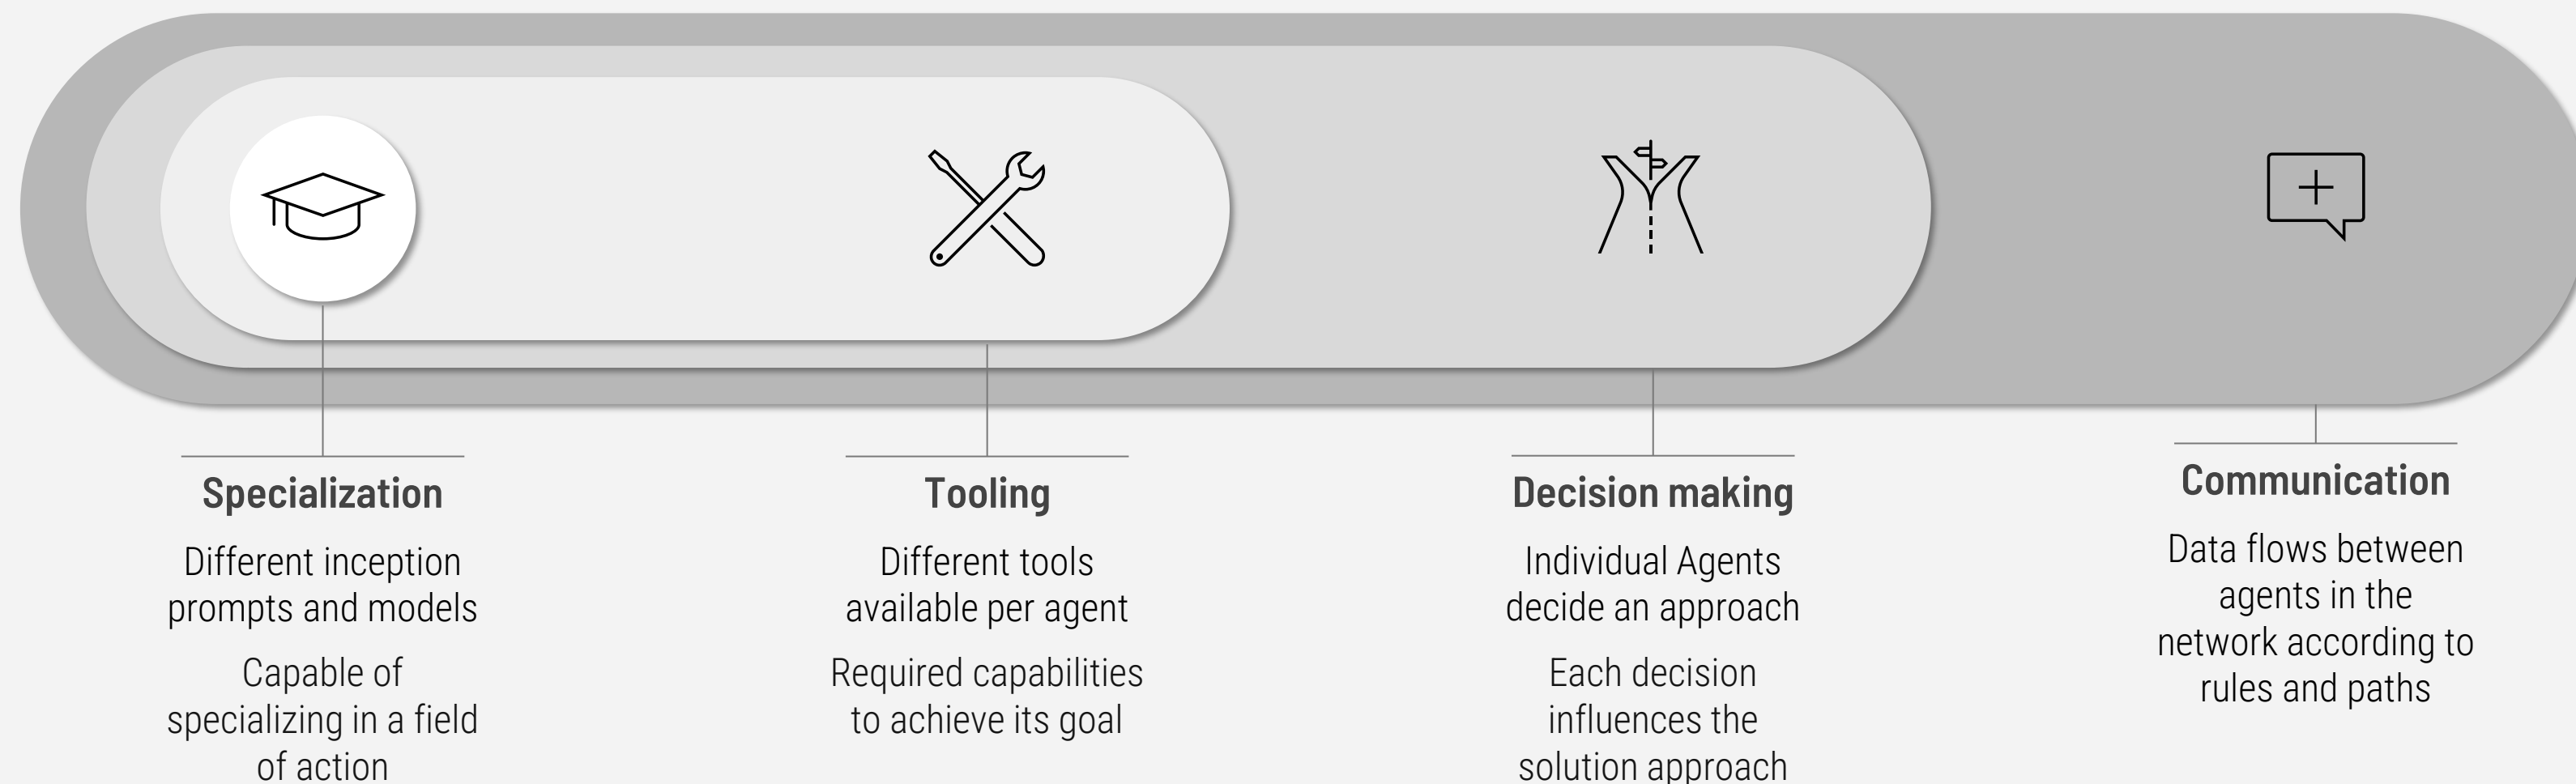 Specialization
Different inception
prompts and models
Capable of
specializing in a field
of action
Tooling
Different tools
available per agent
Required capabilities
to achieve its goal
Decision making
Individual Agents
decide an approach
Each decision
influences the
solution approach
Communication
Data flows between
agents in the
network according to
rules and paths